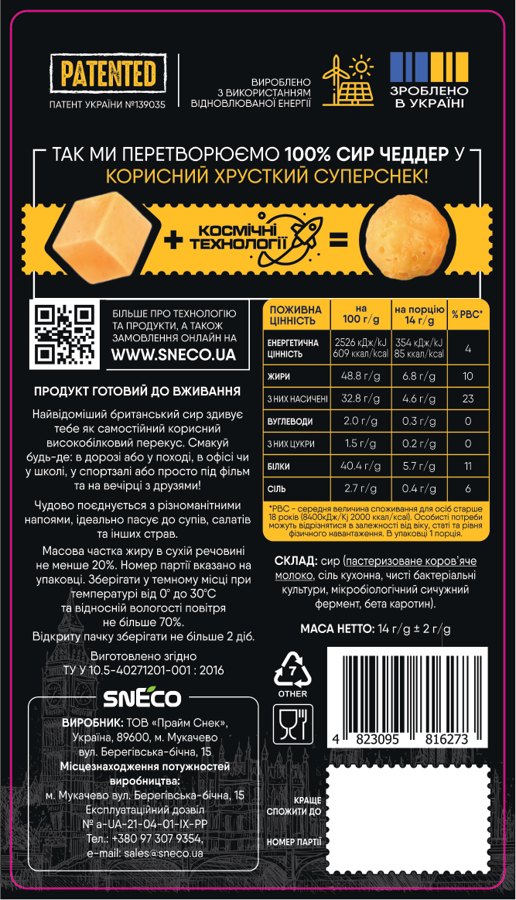 PATENTED
ПАТЕНТ УКРАЇНИ №139035
ВИРОБЛЕНО
З ВИКОРИСТАННЯМ
ВІДНОВЛЮВАНОЇ ЕНЕРГІЇ
ЗРОБЛЕНО
В УКРАЇНІ
ТАК МИ ПЕРЕТВОРЮЄМО 100% СИР ЧЕДДЕР У
КОРИСНИЙ ХРУСТКИЙ СУПЕРСНЕК!
+ КОСМІЧНІ
ТЕХНОЛОГІЇ =
БІЛЬШЕ ПРО ТЕХНОЛОГІЮ
ТА ПРОДУКТИ, А ТАКОЖ
ЗАМОВЛЕННЯ ОНЛАЙН НА
WWW.SNECO.UA
ПРОДУКТ ГОТОВИЙ ДО ВЖИВАННЯ
Найвідоміший британський сир здивує
тебе як самостійний корисний
високобілковий перекус. Смакуй
будь-де: в дорозі або у поході, в офісі чи
у школі, у спортзалі або просто під фільм
та на вечірці з друзями!
Чудово поєднується з різноманітними
напоями, ідеально пасує до супів, салатів
та інших страв.
Масова частка жиру в сухій речовині
не менше 20%. Номер партії вказано на
упаковці. Зберігати у темному місці при
температурі від 0° до 30°C
та відносній вологості повітря
не більше 70%.
Відкриту пачку зберігати не більше 2 діб.
Виготовлено згідно
ТУ У 10.5-40271201-001 : 2016
SNECO
ВИРОБНИК: ТОВ «Прайм Снек»,
Україна, 89600, м. Мукачево
вул. Берегівська-бічна, 15
Місцезнаходження потужностей
виробництва:
м. Мукачево вул. Берегівська-бічна, 15
Експлуатаційний дозвіл
№ a-UA-21-04-01-IX-PP
Тел.: +380 97 307 9354,
e-mail: sales@sneco.ua
ПОЖИВНА ЦІННІСТЬ на 100 г/g на порцію 14 г/g % РВС*
ЕНЕРГЕТИЧНА ЦІННІСТЬ 2526 кДж/kJ 609 ккал/kcal 354 кДж/kJ 85 ккал/kcal 4
ЖИРИ 48.8 г/g 6.8 г/g 10
З НИХ НАСИЧЕНІ 32.8 г/g 4.6 г/g 23
ВУГЛЕВОДИ 2.0 г/g 0.3 г/g 0
З НИХ ЦУКРИ 1.5 г/g 0.2 г/g 0
БІЛКИ 40.4 г/g 5.7 г/g 11
СІЛЬ 2.7 г/g 0.4 г/g 6
*РВС - середня величина споживання для осіб старше
18 років (8400кДж/Kj 2000 ккал/kcal). Особисті потреби
можуть відрізнятися в залежності від віку, статі та рівня
фізичного навантаження. В упаковці 1 порція.
СКЛАД: сир (пастеризоване коров'яче
молоко, сіль кухонна, чисті бактеріальні
культури, мікробіологічний сичужний
фермент, бета каротин).
МАСА НЕТТО: 14 г/g ± 2 г/g
7
OTHER
4 823095 816273
КРАЩЕ
СПОЖИТИ ДО
НОМЕР ПАРТІЇ